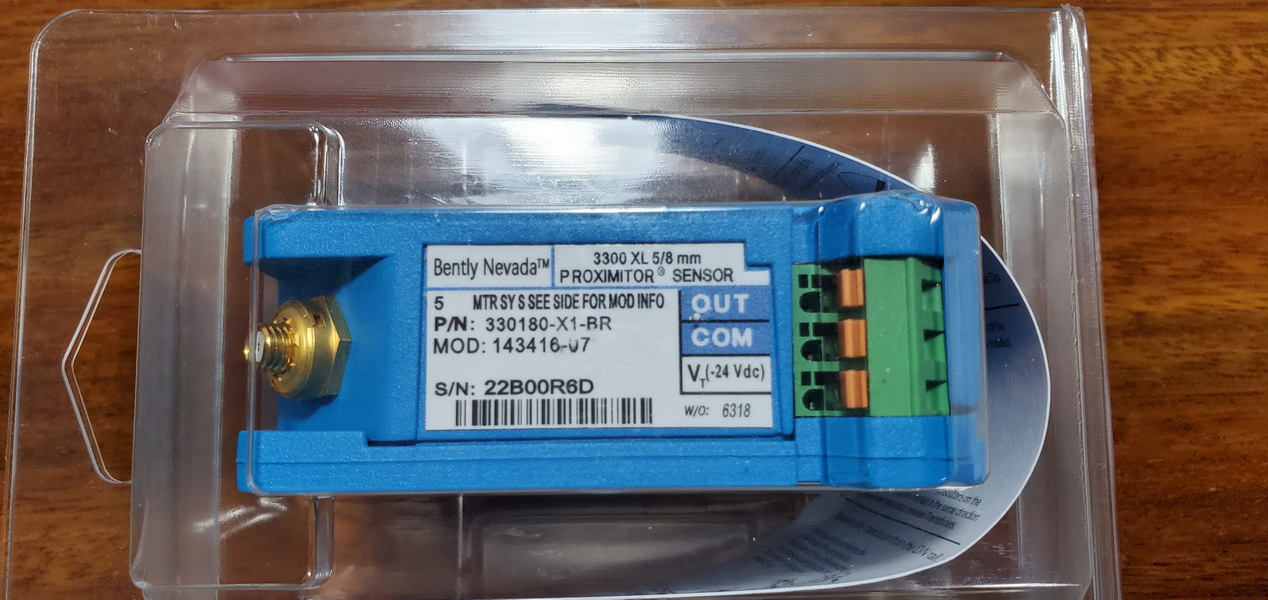 Bently Nevada™
3300 XL 5/8 mm
PROXIMITOR® SENSOR
5 MTR SY S SEE SIDE FOR MOD INFO
P/N: 330180-X1-BR
MOD: 143416-07
S/N: 22B00R6D
OUT
COM
VT(-24 Vdc)
W/O: 6318